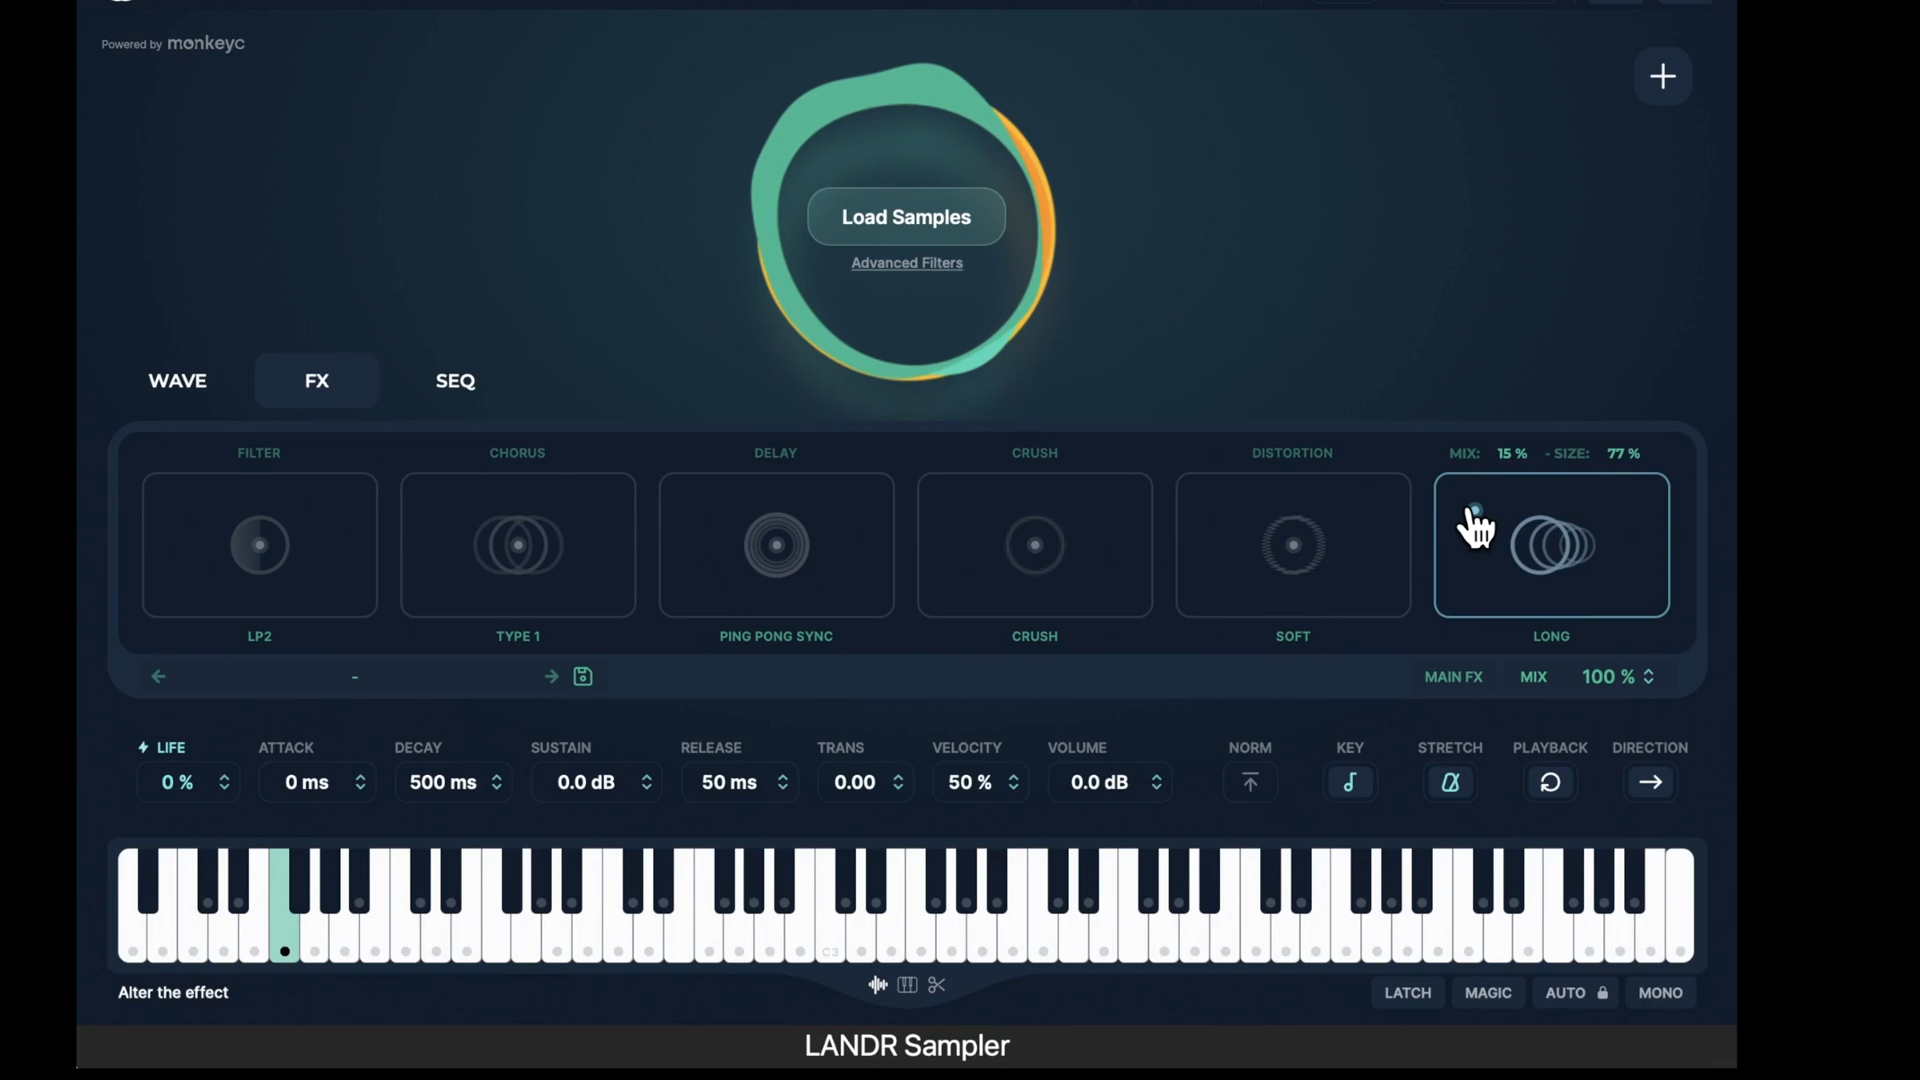 Powered by monkeyc
Load Samples
Advanced Filters
WAVE FX SEQ
FILTER CHORUS DELAY CRUSH DISTORTION MIX: 15 % - SIZE: 77 %
LP2 TYPE 1 PING PONG SYNC CRUSH SOFT LONG
- MAIN FX MIX 100 %
LIFE ATTACK DECAY SUSTAIN RELEASE TRANS VELOCITY VOLUME NORM KEY STRETCH PLAYBACK DIRECTION
0 % 0 ms 500 ms 0.0 dB 50 ms 0.00 50 % 0.0 dB
C3
Alter the effect LATCH MAGIC AUTO MONO
LANDR Sampler